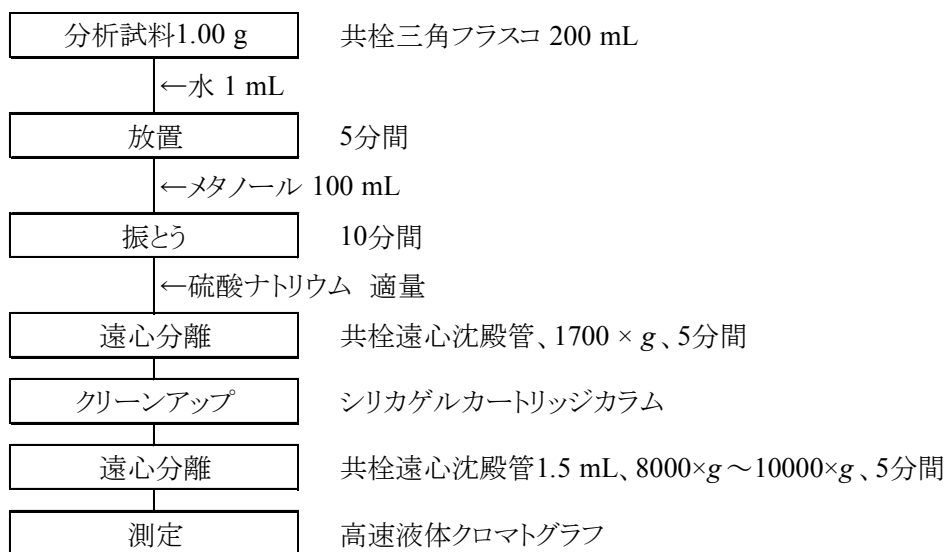 分析試料1.00 g 共栓三角フラスコ 200 mL
←水 1 mL
放置 5分間
←メタノール 100 mL
振とう 10分間
←硫酸ナトリウム 適量
遠心分離 共栓遠心沈殿管、1700 × g 、5分間
クリーンアップ シリカゲルカートリッジカラム
遠心分離 共栓遠心沈殿管1.5 mL、8000×g～10000×g 、5分間
測定 高速液体クロマトグラフ